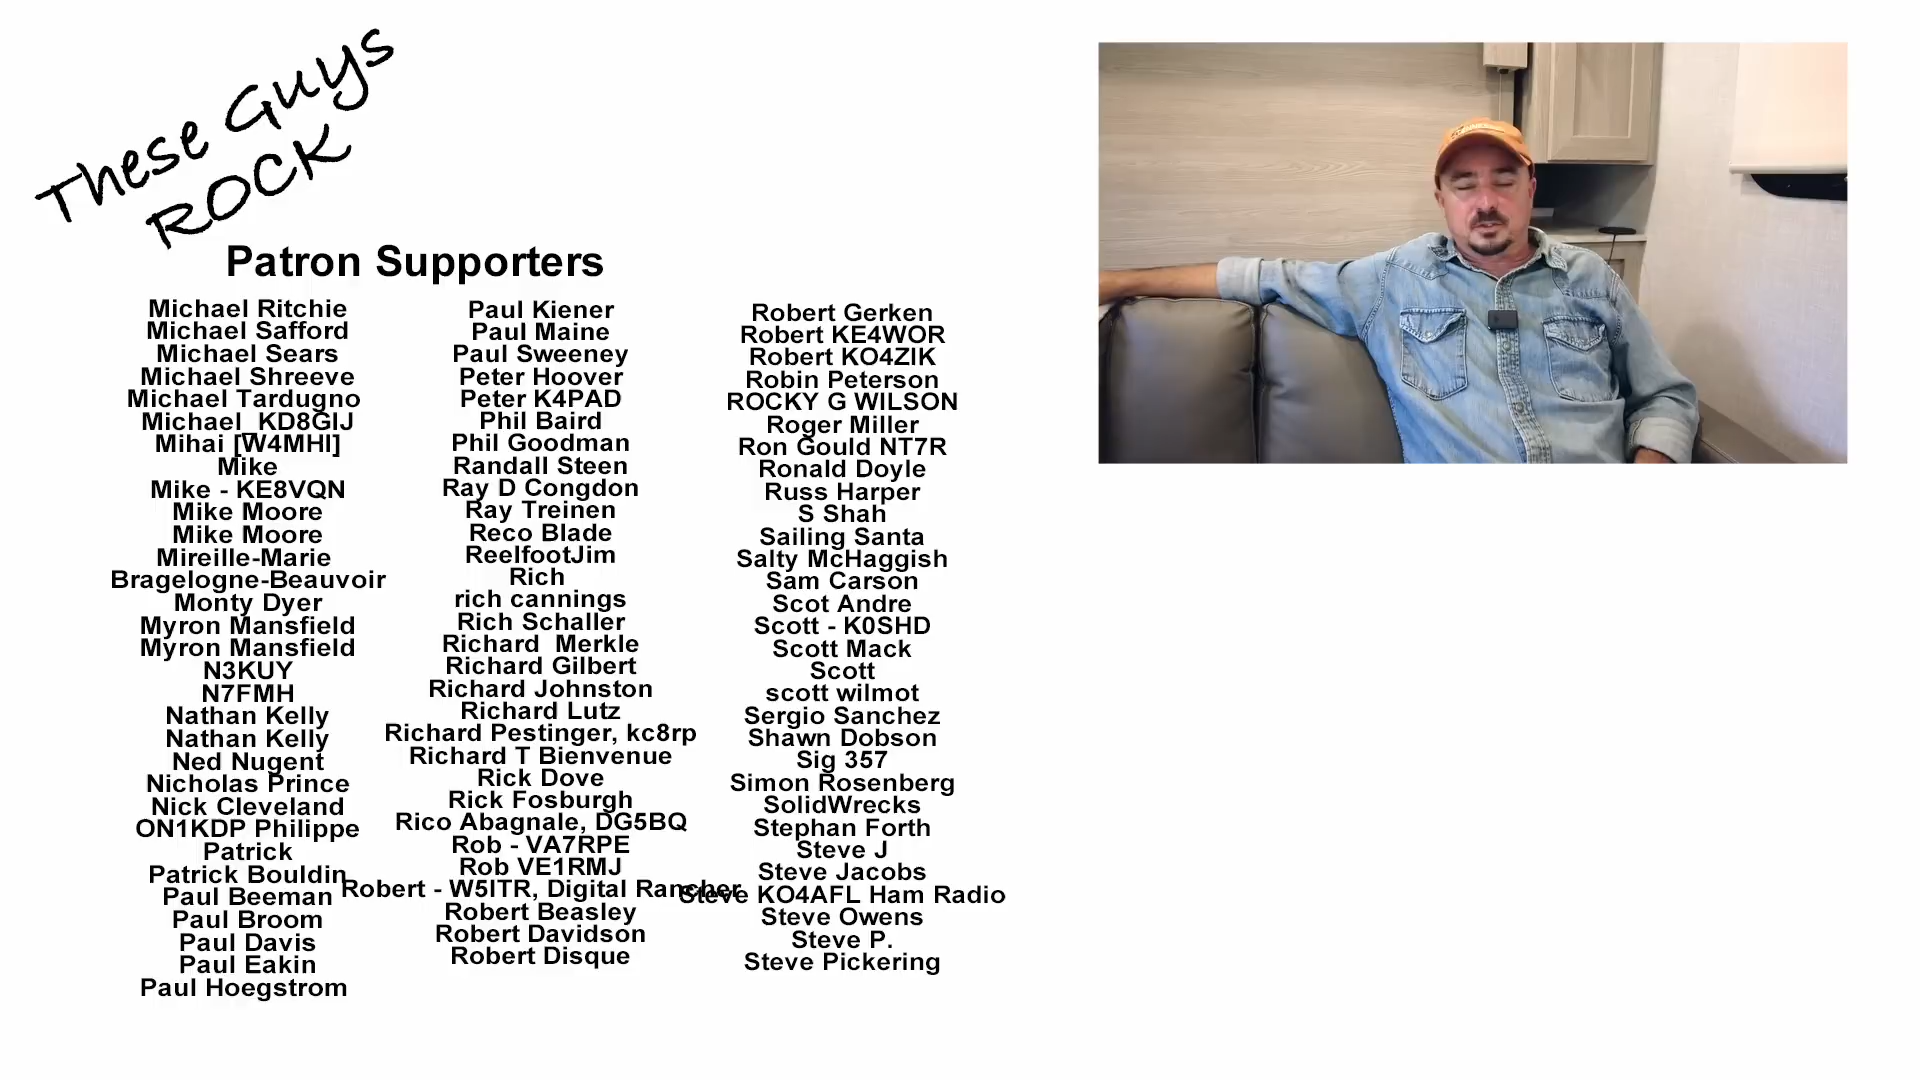 These Guys
ROCK
Patron Supporters
Michael Ritchie
Michael Safford
Michael Sears
Michael Shreeve
Michael Tardugno
Michael_KD8GIJ
Mihai [W4MHI]
Mike
Mike - KE8VQN
Mike Moore
Mike Moore
Mireille-Marie
Bragelogne-Beauvoir
Monty Dyer
Myron Mansfield
Myron Mansfield
N3KUY
N7FMH
Nathan Kelly
Nathan Kelly
Ned Nugent
Nicholas Prince
Nick Cleveland
ON1KDP Philippe
Patrick
Patrick Bouldin
Paul Beeman
Paul Broom
Paul Davis
Paul Eakin
Paul Hoegstrom
Paul Kiener
Paul Maine
Paul Sweeney
Peter Hoover
Peter K4PAD
Phil Baird
Phil Goodman
Randall Steen
Ray D Congdon
Ray Treinen
Reco Blade
ReelfootJim
Rich
rich cannings
Rich Schaller
Richard  Merkle
Richard Gilbert
Richard Johnston
Richard Lutz
Richard Pestinger, kc8rp
Richard T Bienvenue
Rick Dove
Rick Fosburgh
Rico Abagnale, DG5BQ
Rob - VA7RPE
Rob VE1RMJ
Robert - W5ITR, Digital Rancher
Robert Beasley
Robert Davidson
Robert Disque
Robert Gerken
Robert KE4WOR
Robert KO4ZIK
Robin Peterson
ROCKY G WILSON
Roger Miller
Ron Gould NT7R
Ronald Doyle
Russ Harper
S Shah
Sailing Santa
Salty McHaggish
Sam Carson
Scot Andre
Scott - K0SHD
Scott Mack
Scott
scott wilmot
Sergio Sanchez
Shawn Dobson
Sig 357
Simon Rosenberg
SolidWrecks
Stephan Forth
Steve J
Steve Jacobs
Steve KO4AFL Ham Radio
Steve Owens
Steve P.
Steve Pickering